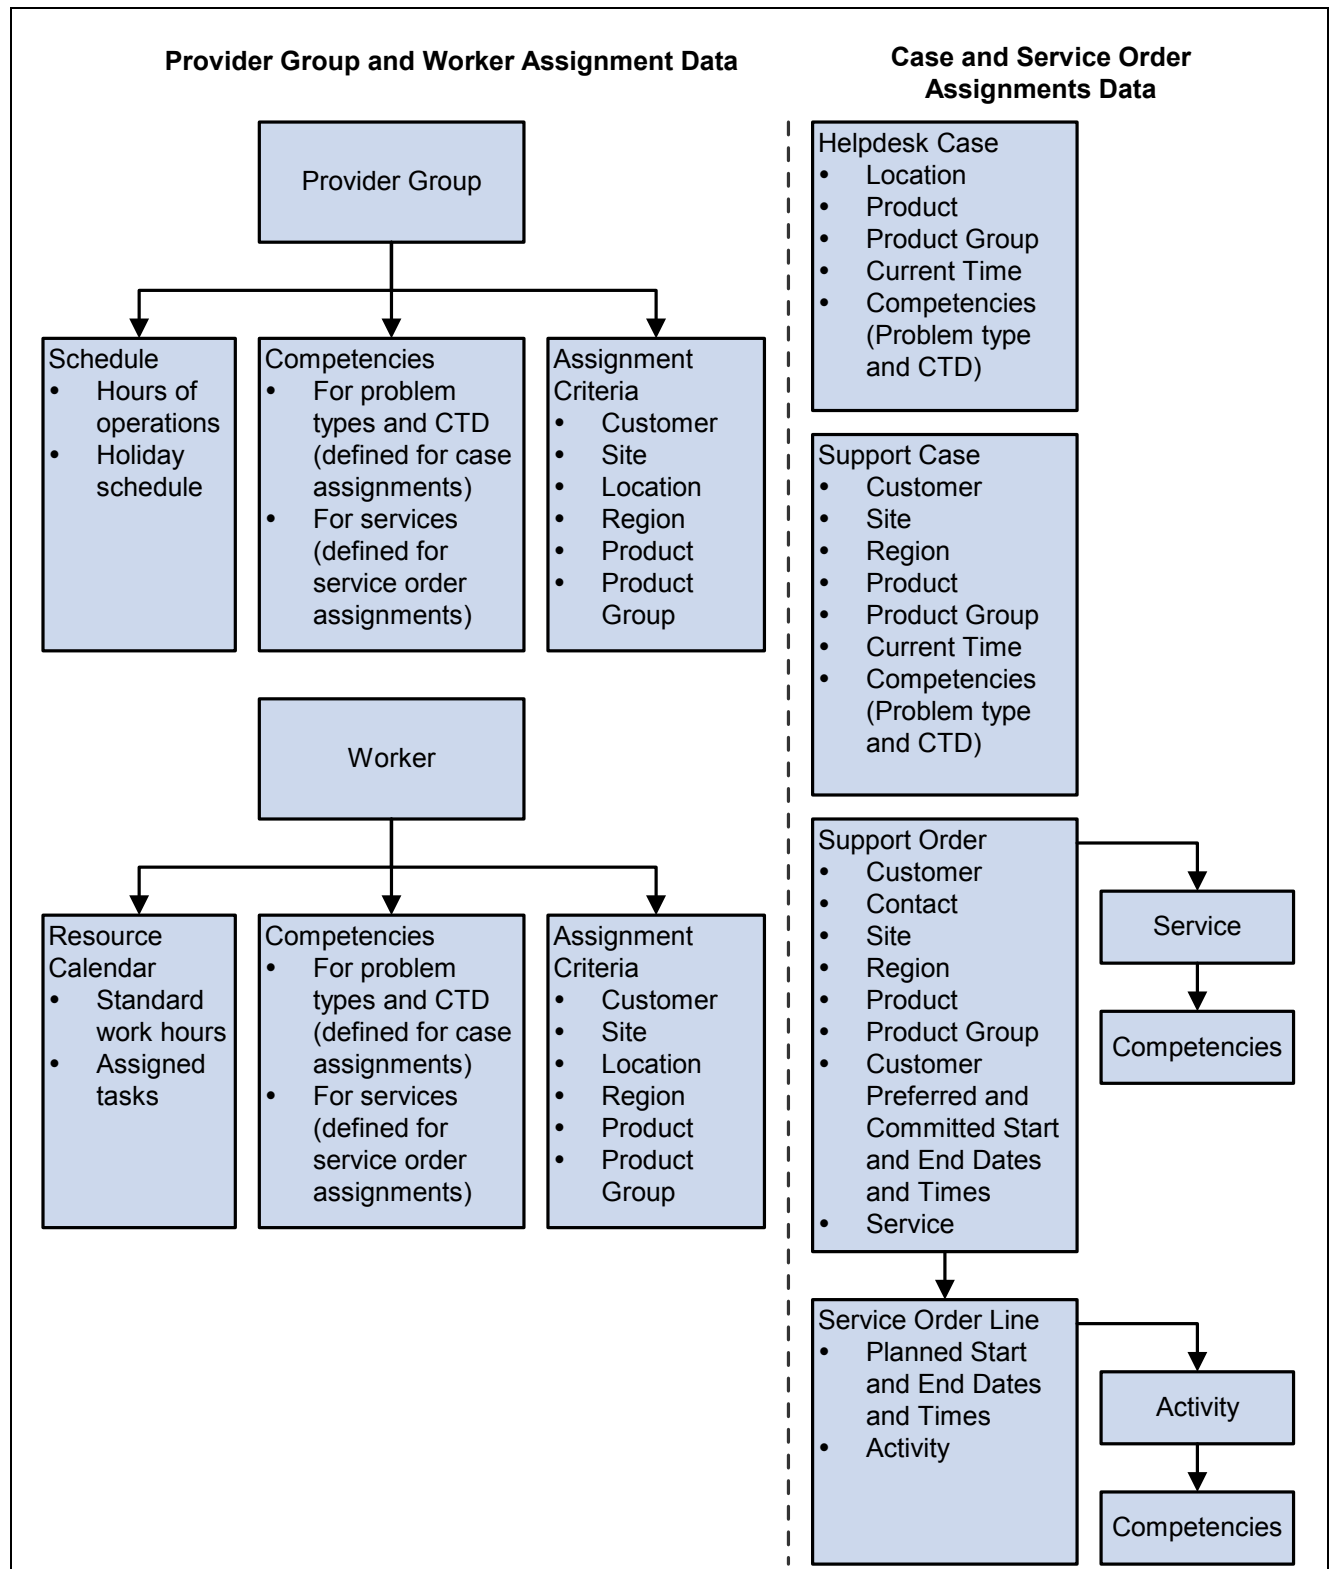 Provider Group and Worker Assignment Data
Case and Service Order
Assignments Data
Provider Group
Schedule
• Hours of
operations
• Holiday
schedule
Competencies
• For problem
types and CTD
(defined for case
assignments)
• For services
(defined for
service order
assignments)
Assignment
Criteria
• Customer
• Site
• Location
• Region
• Product
• Product
Group
Worker
Resource
Calendar
• Standard
work hours
• Assigned
tasks
Competencies
• For problem
types and CTD
(defined for case
assignments)
• For services
(defined for
service order
assignments)
Assignment
Criteria
• Customer
• Site
• Location
• Region
• Product
• Product
Group
Helpdesk Case
• Location
• Product
• Product Group
• Current Time
• Competencies
(Problem type
and CTD)
Support Case
• Customer
• Site
• Region
• Product
• Product Group
• Current Time
• Competencies
(Problem type
and CTD)
Support Order
• Customer
• Contact
• Site
• Region
• Product
• Product Group
• Customer
Preferred and
Committed Start
and End Dates
and Times
• Service
Service
Competencies
Service Order Line
• Planned Start
and End Dates
and Times
• Activity
Activity
Competencies